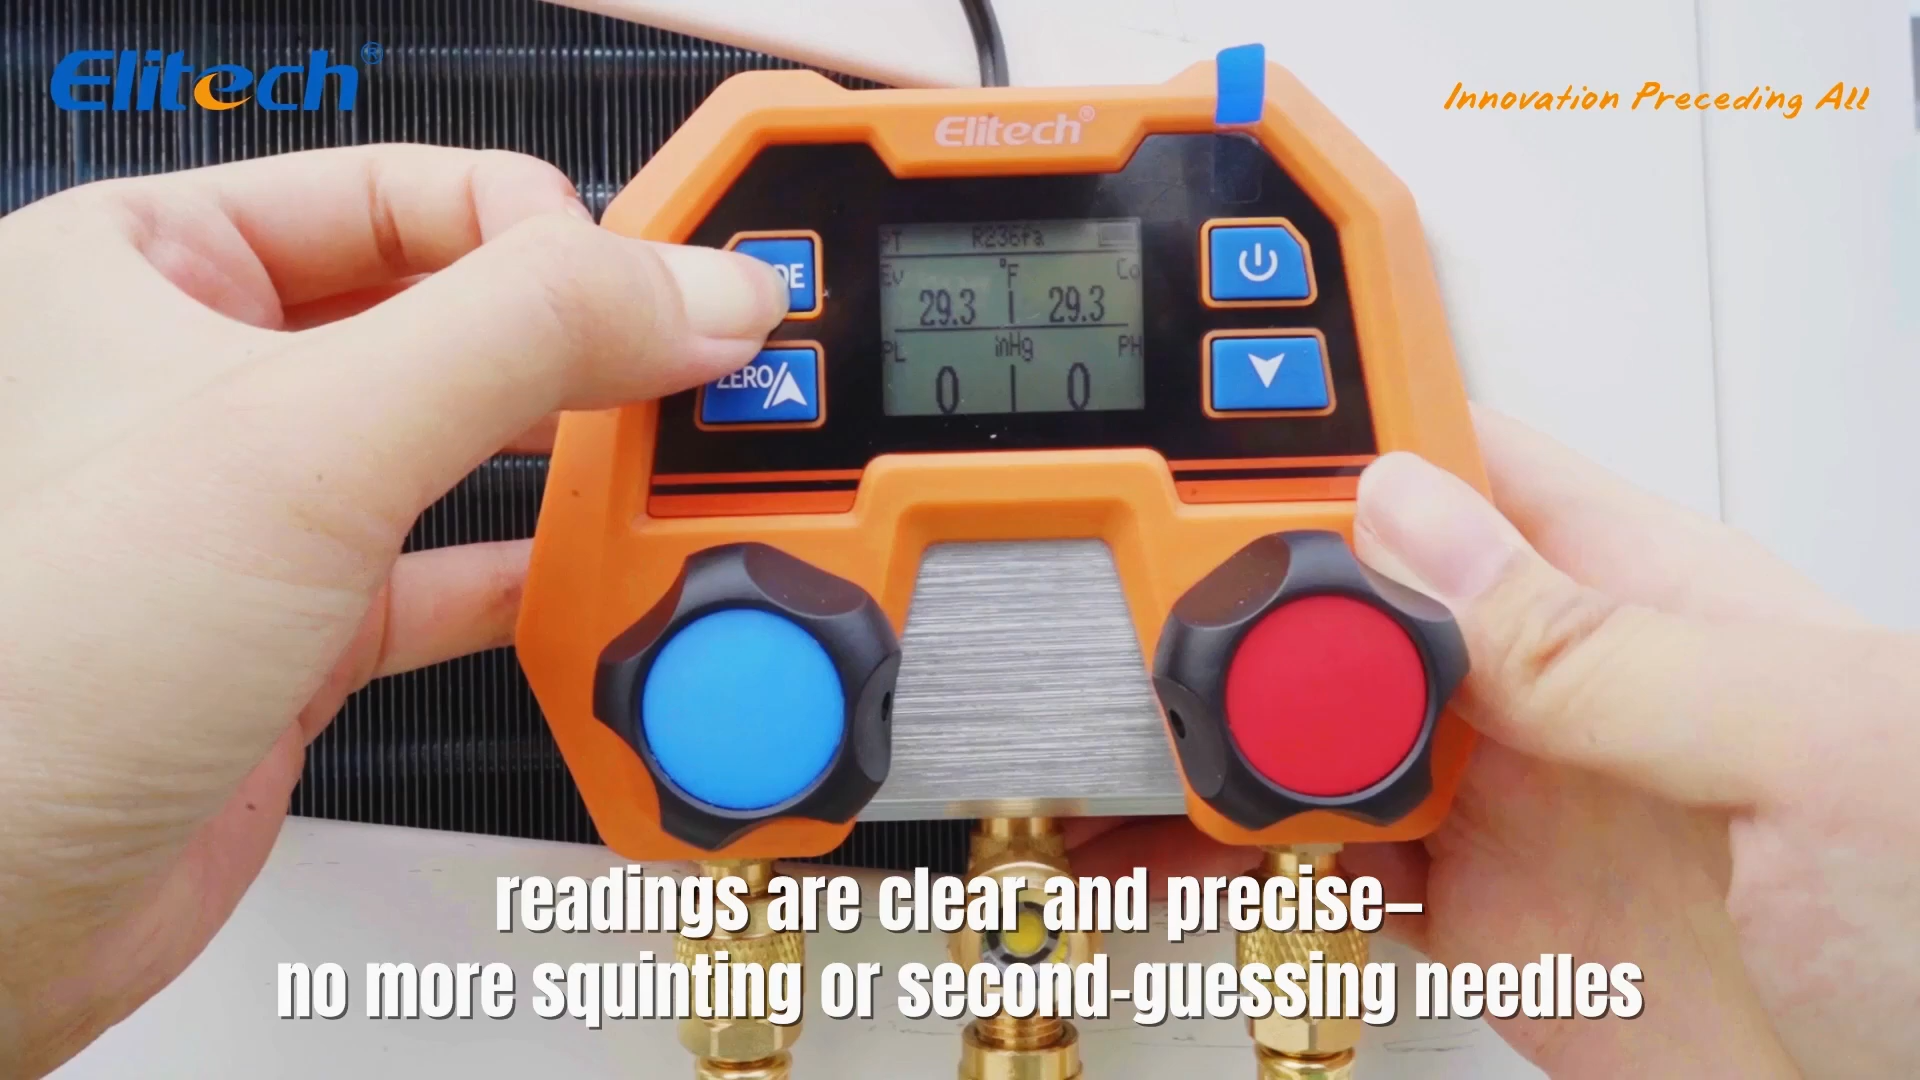 Elitech®
Innovation Preceding All
Elitech®
PT R236fa
Ev °F Co
29.3 29.3
PL inHg PH
0 0
ZERO/
readings are clear and precise—
no more squinting or second-guessing needles